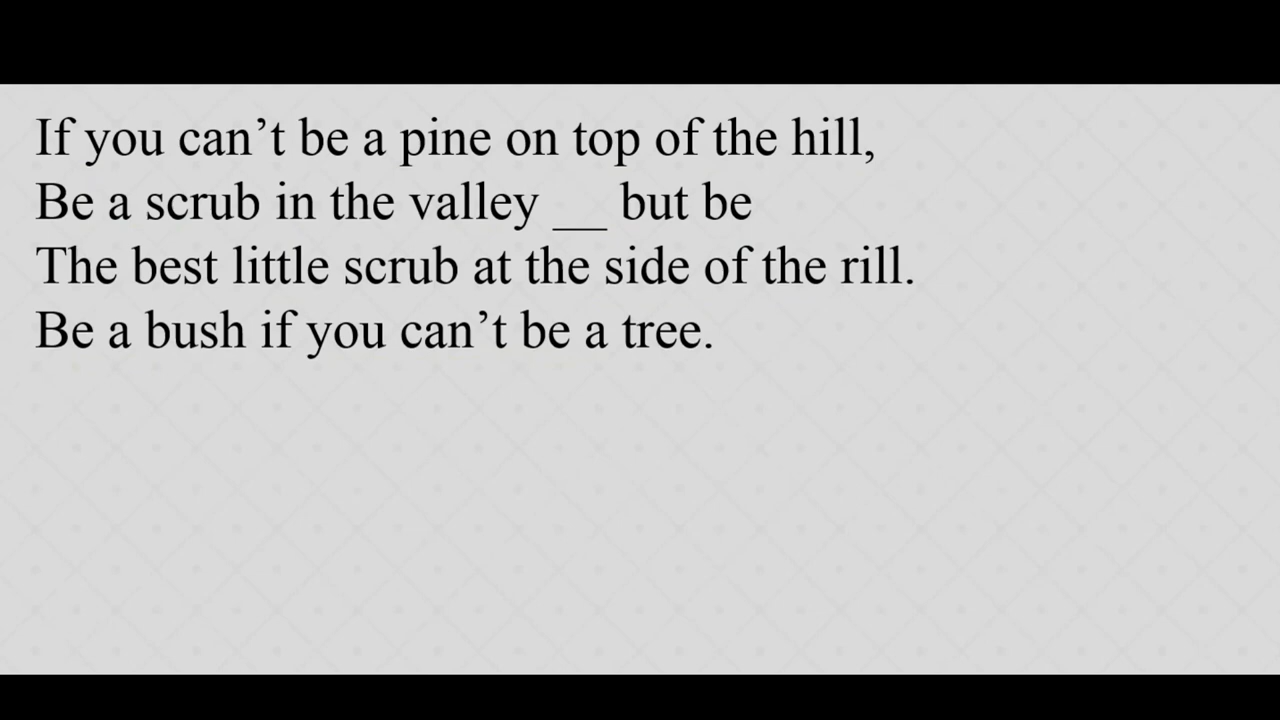 If you can’t be a pine on top of the hill,
Be a scrub in the valley __ but be
The best little scrub at the side of the rill.
Be a bush if you can’t be a tree.